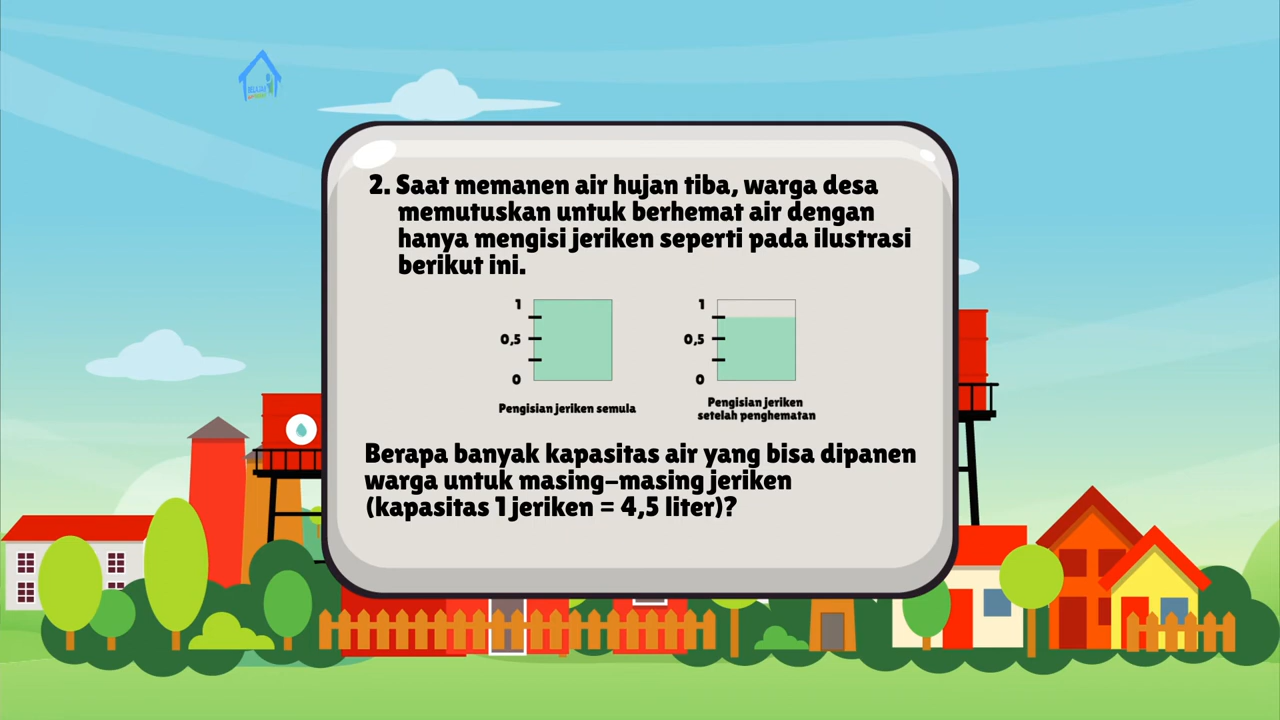 2. Saat memanen air hujan tiba, warga desa
memutuskan untuk berhemat air dengan
hanya mengisi jeriken seperti pada ilustrasi
berikut ini.
1
0,5
0
Pengisian jeriken semula
1
0,5
0
Pengisian jeriken
setelah penghematan
Berapa banyak kapasitas air yang bisa dipanen
warga untuk masing-masing jeriken
(kapasitas 1 jeriken = 4,5 liter)?